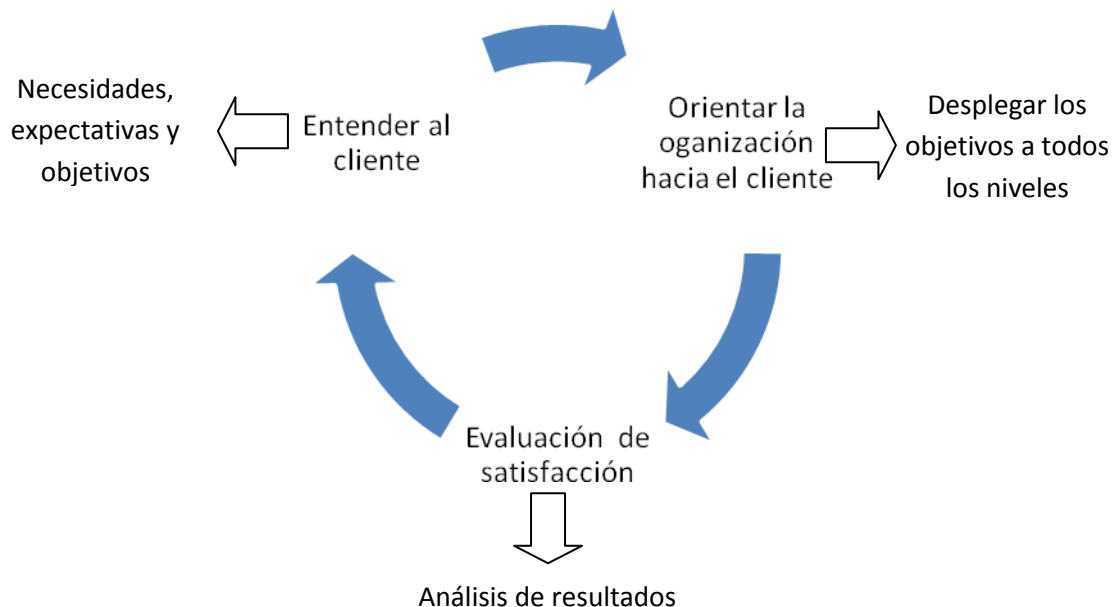 Necesidades,
expectativas y
objetivos
Entender al
cliente
Orientar la
oganización
hacia el cliente
Desplegar los
objetivos a todos
los niveles
Evaluación de
satisfacción
Análisis de resultados